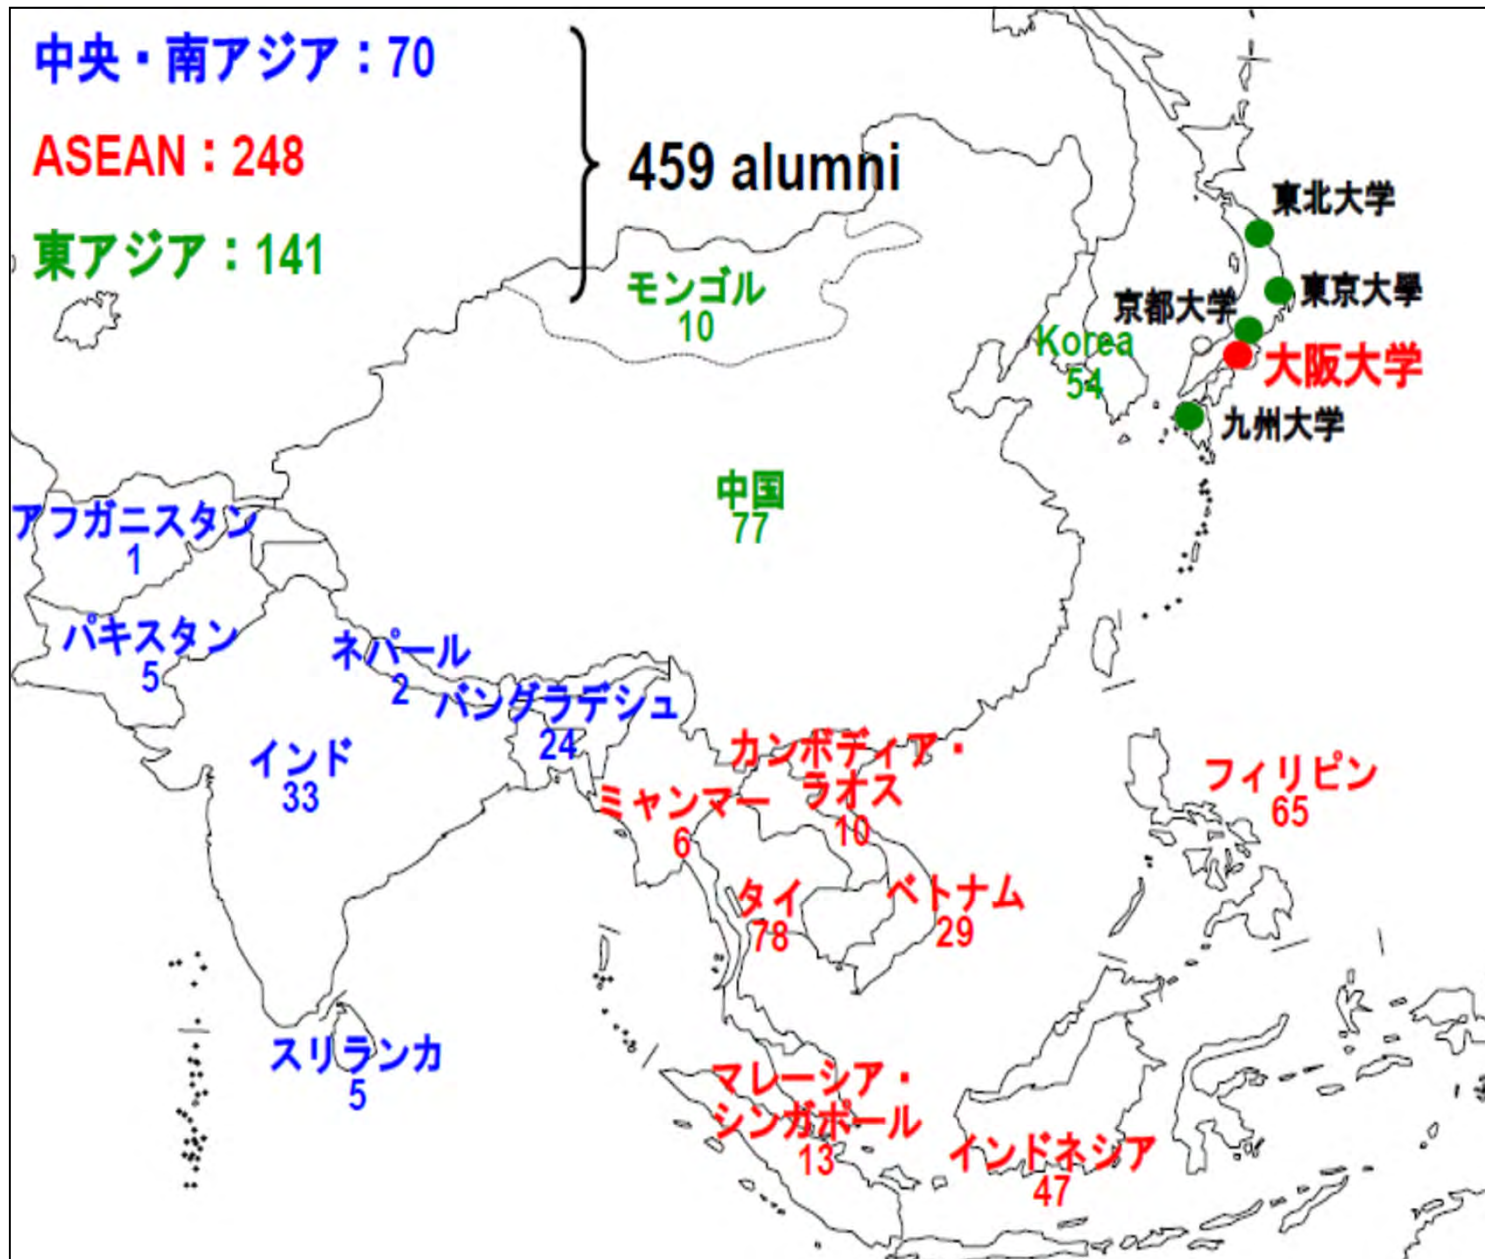 中央・南アジア：70
ASEAN：248
東アジア：141
459 alumni
モンゴル
10
東北大学
東京大學
京都大学
大阪大学
九州大学
Korea
54
中国
77
アフガニスタン
1
パキスタン
5
ネパール
2
バングラデシュ
24
インド
33
スリランカ
5
カンボディア・
ラオス
10
ミャンマー
6
タイ
78
ベトナム
29
フィリピン
65
マレーシア・
シンガポール
13
インドネシア
47